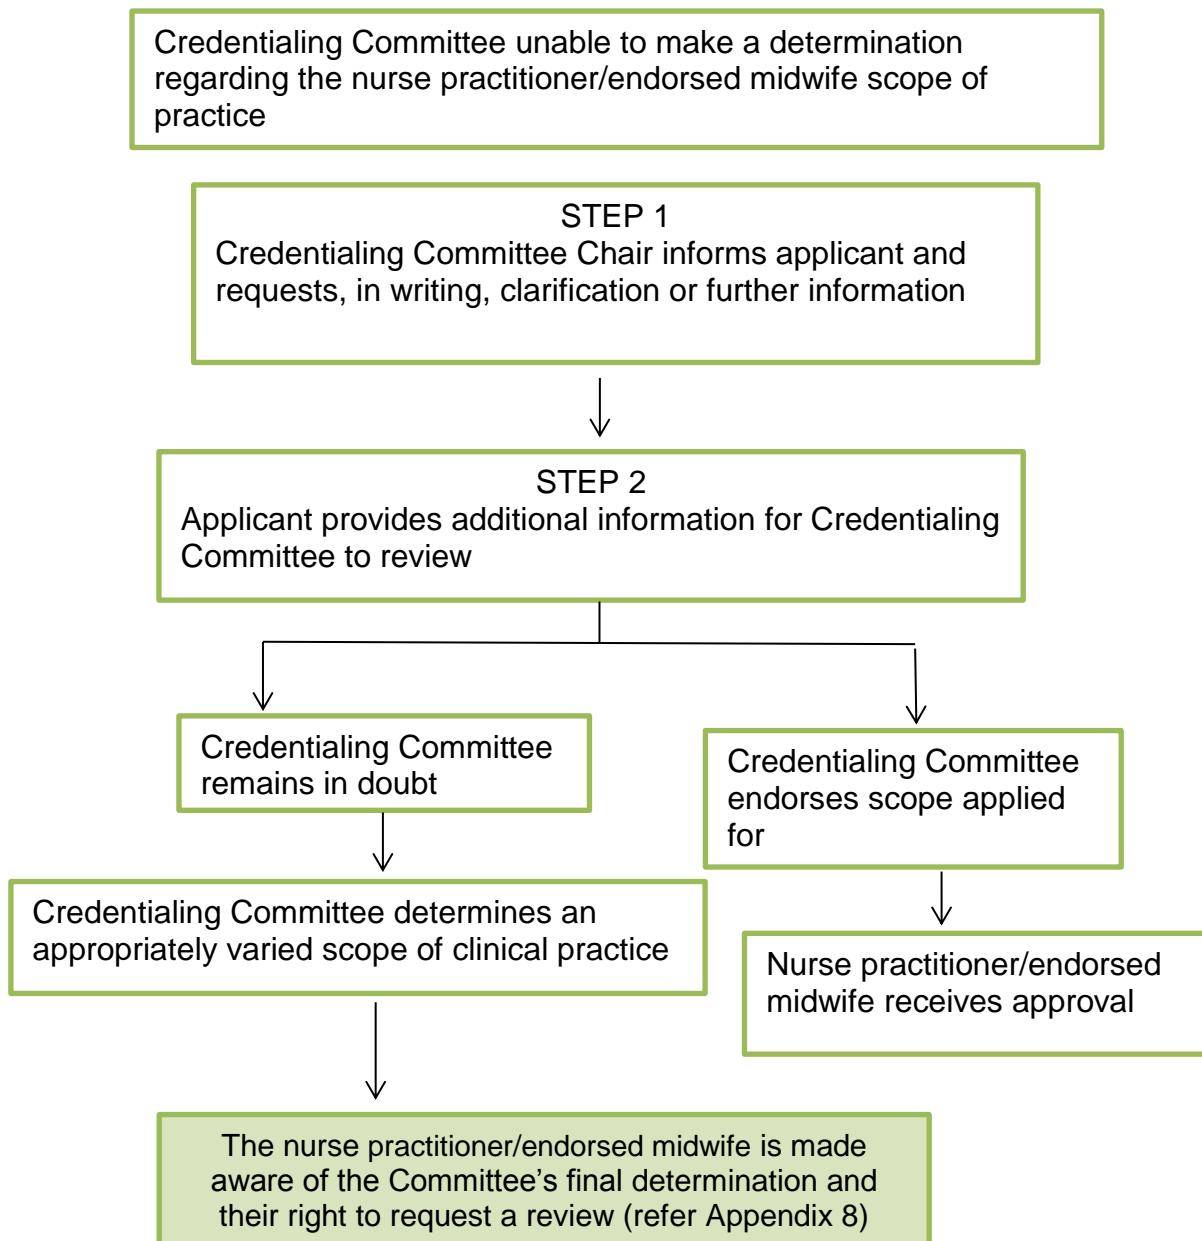 Credentialing Committee unable to make a determination
regarding the nurse practitioner/endorsed midwife scope of
practice
STEP 1
Credentialing Committee Chair informs applicant and
requests, in writing, clarification or further information
STEP 2
Applicant provides additional information for Credentialing
Committee to review
Credentialing Committee
remains in doubt
Credentialing Committee
endorses scope applied
for
Credentialing Committee determines an
appropriately varied scope of clinical practice
Nurse practitioner/endorsed
midwife receives approval
The nurse practitioner/endorsed midwife is made
aware of the Committee’s final determination and
their right to request a review (refer Appendix 8)